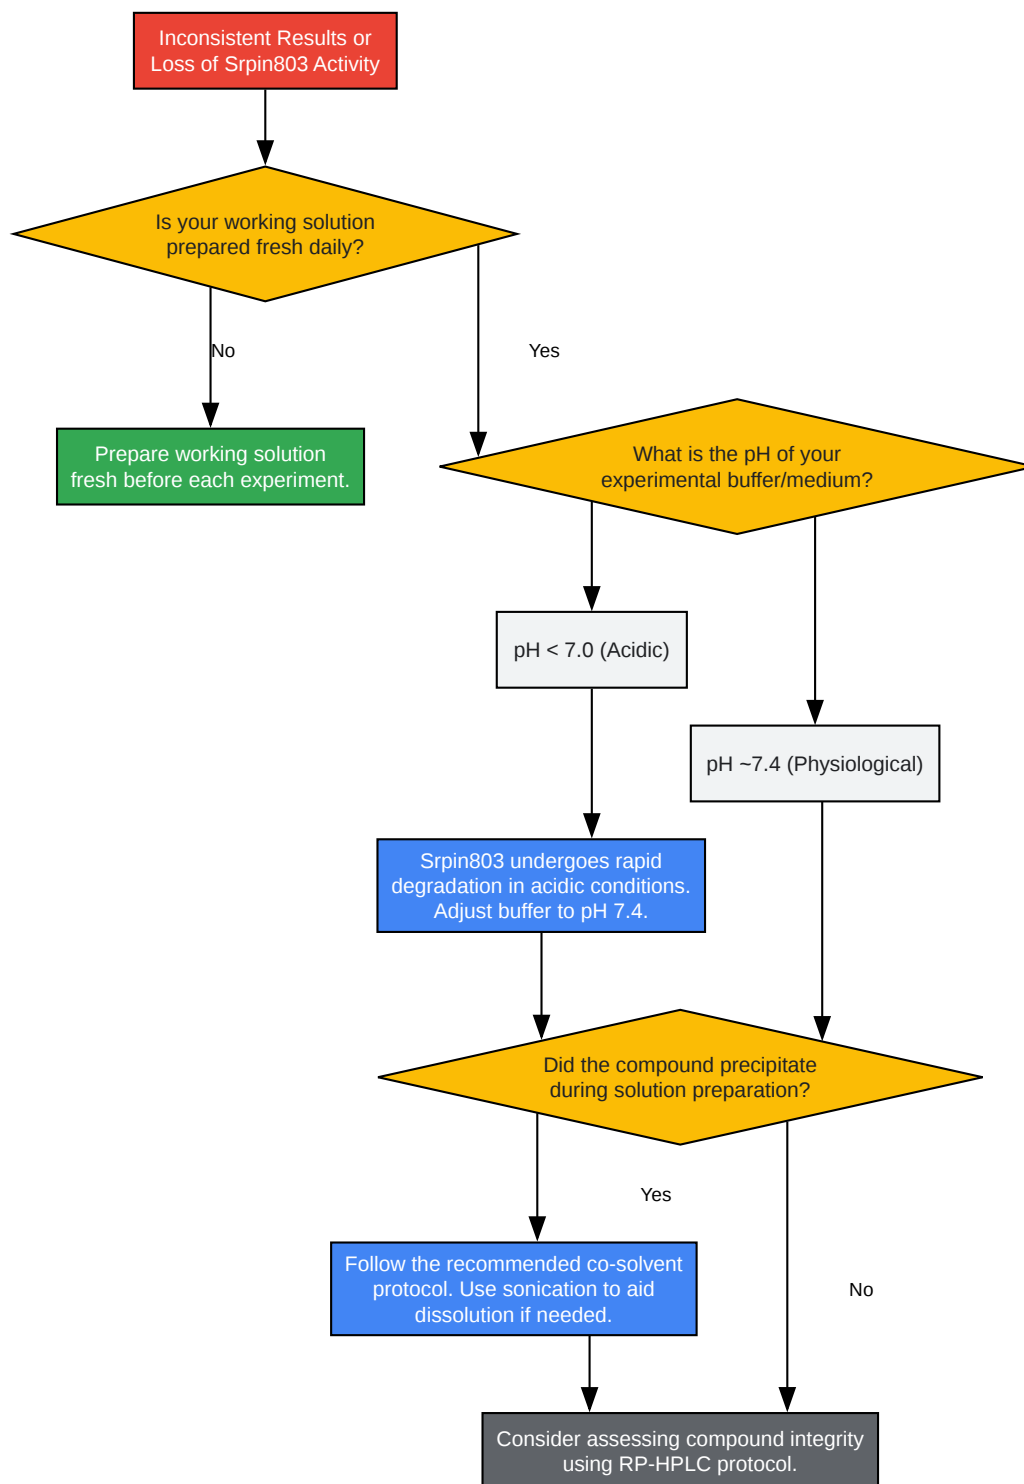 Inconsistent Results or
Loss of Srpin803 Activity
Is your working solution
prepared fresh daily?
No
Yes
Prepare working solution
fresh before each experiment.
What is the pH of your
experimental buffer/medium?
pH < 7.0 (Acidic)
pH ~7.4 (Physiological)
Srpin803 undergoes rapid
degradation in acidic conditions.
Adjust buffer to pH 7.4.
Did the compound precipitate
during solution preparation?
Yes
Follow the recommended co-solvent
protocol. Use sonication to aid
dissolution if needed.
No
Consider assessing compound integrity
using RP-HPLC protocol.